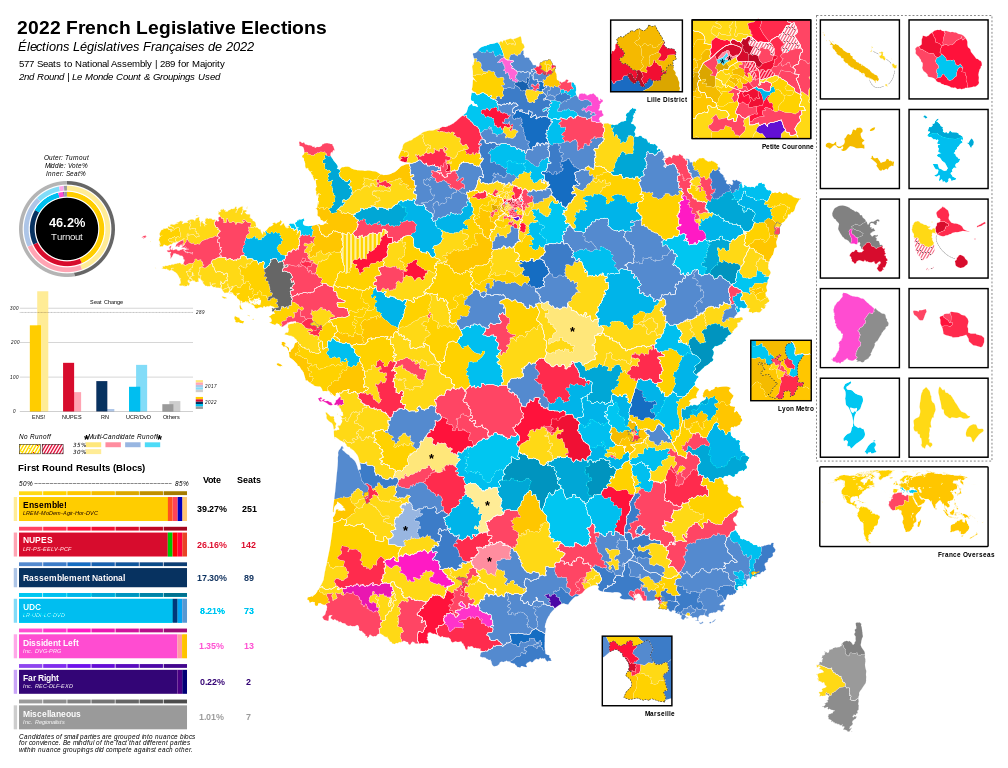 2022 French Legislative Elections
Élections Législatives Françaises de 2022
577 Seats to National Assembly | 289 for Majority
2nd Round | Le Monde Count & Groupings Used
Outer: Turnout
Middle: Vote%
Inner: Seat%
46.2%
Turnout
Seat Change
300
289
200
100
0
ENS!
NUPES
RN
UCR/DvD
Others
2017
2022
No Runoff
*Multi-Candidate Runoff*
35%
30%
First Round Results (Blocs)
50%
85%
Vote
Seats
Ensemble!
LREM-MoDem-Agir-Hor-DVC
39.27%
251
NUPES
LFI-PS-EELV-PCF
26.16%
142
Rassemblement National
17.30%
89
UDC
8.21%
73
Dissident Left
Inc. DVG-PRG
1.35%
13
Far Right
Inc. REC-DLF-EXD
0.22%
2
Miscellaneous
Inc. Regionalists
1.01%
7
Candidates of small parties are grouped into nuance blocs
for convience. Be mindful of the fact that different parties
within nuance groupings did compete against each other.
Lille District
Petite Couronne
Lyon Metro
France Overseas
Marseille
*
*
*
*
*
* *